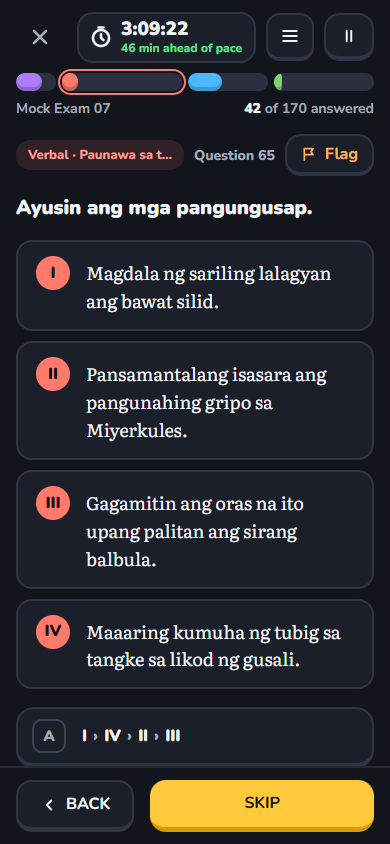 3:09:22
46 min ahead of pace
Mock Exam 07
42 of 170 answered
Verbal · Paunawa sa t...
Question 65
Flag
Ayusin ang mga pangungusap.
I
Magdala ng sariling lalagyan
ang bawat silid.
II
Pansamantalang isasara ang
pangunahing gripo sa
Miyerkules.
III
Gagamitin ang oras na ito
upang palitan ang sirang
balbula.
IV
Maaaring kumuha ng tubig sa
tangke sa likod ng gusali.
A
I › IV › II › III
BACK
SKIP